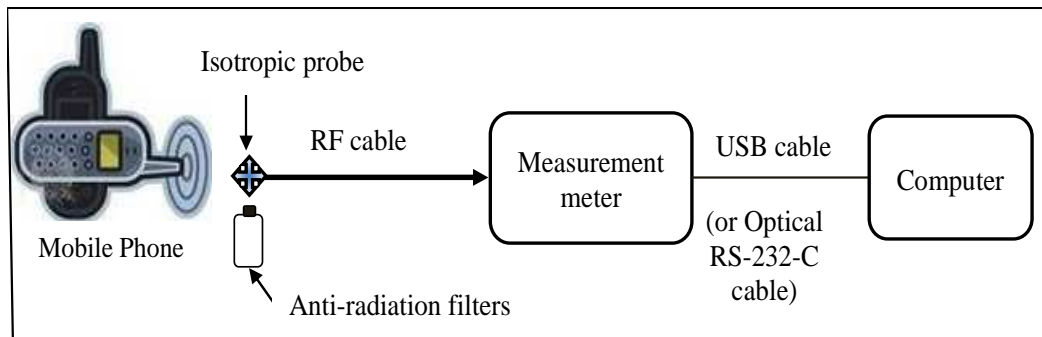 Isotropic probe
RF cable
Measurement
meter
USB cable
Computer
(or Optical
RS-232-C
cable)
Mobile Phone
Anti-radiation filters